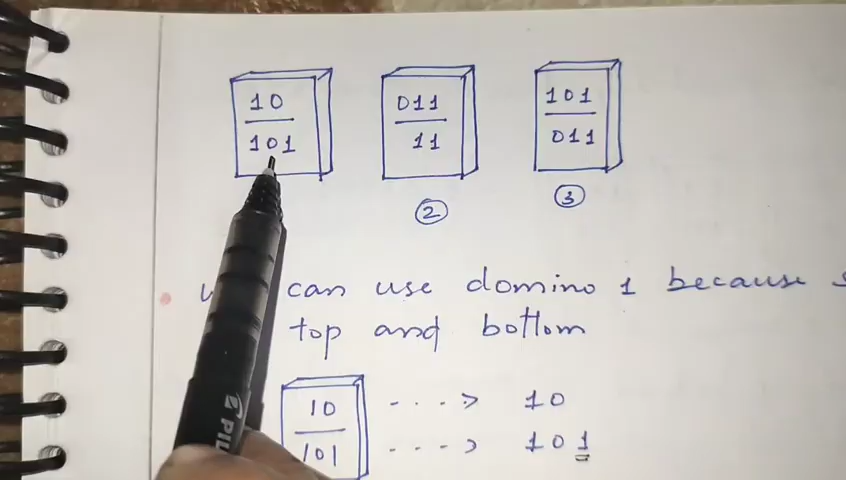 10 011 101
101 11 011
② ③
can use domino 1 because
top and bottom
10 - - - - > 10
101 - - - - > 101
PIL